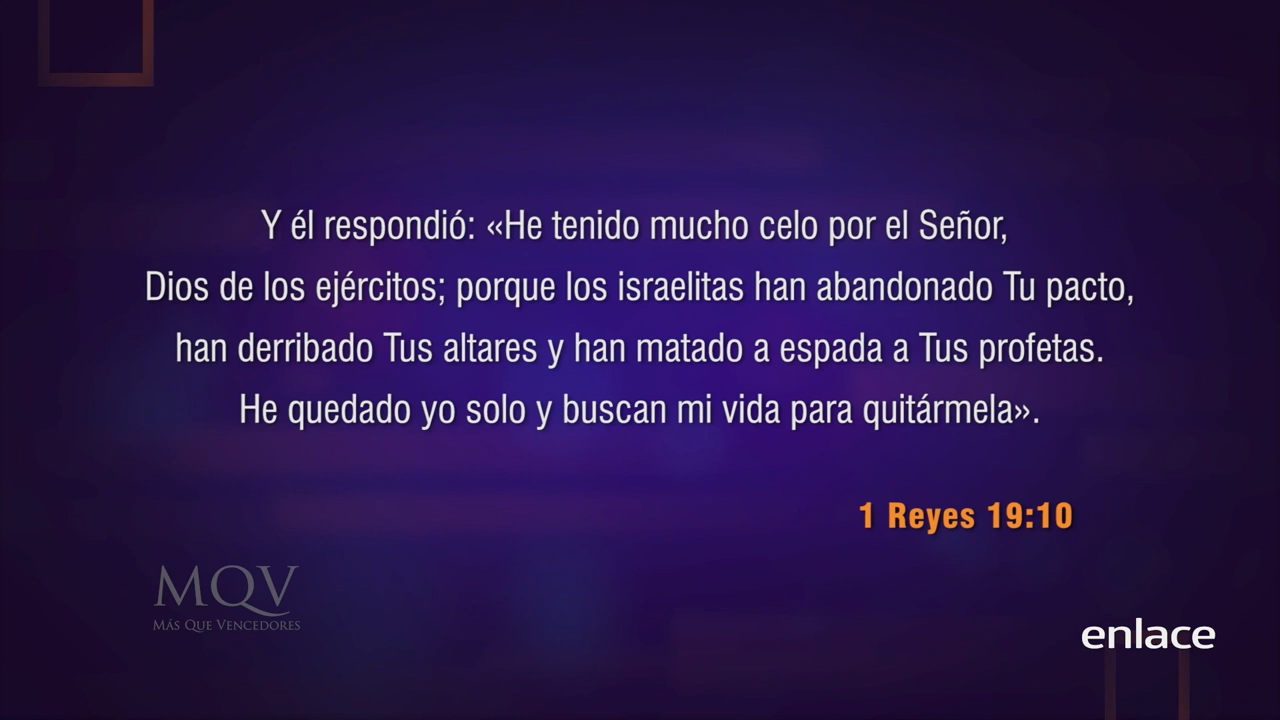 Y él respondió: «He tenido mucho celo por el Señor,
Dios de los ejércitos; porque los israelitas han abandonado Tu pacto,
han derribado Tus altares y han matado a espada a Tus profetas.
He quedado yo solo y buscan mi vida para quitármela».
1 Reyes 19:10
MQV
MÁS QUE VENCEDORES
enlace